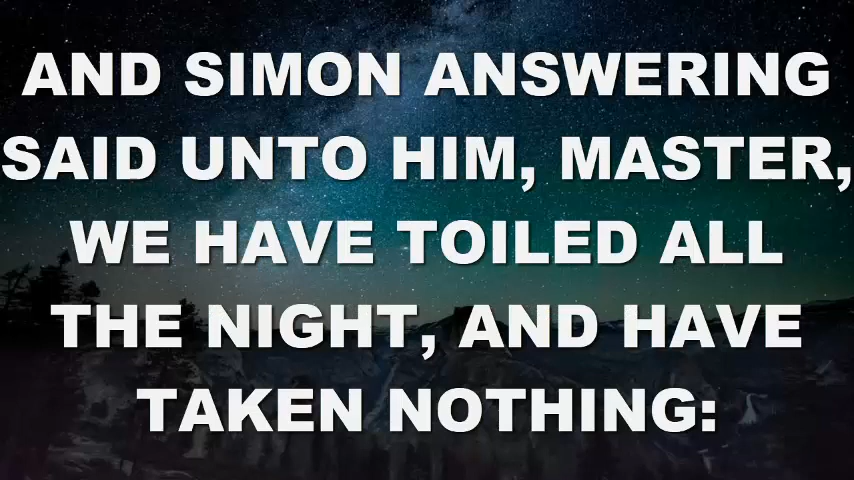 AND SIMON ANSWERING
SAID UNTO HIM, MASTER,
WE HAVE TOILED ALL
THE NIGHT, AND HAVE
TAKEN NOTHING: